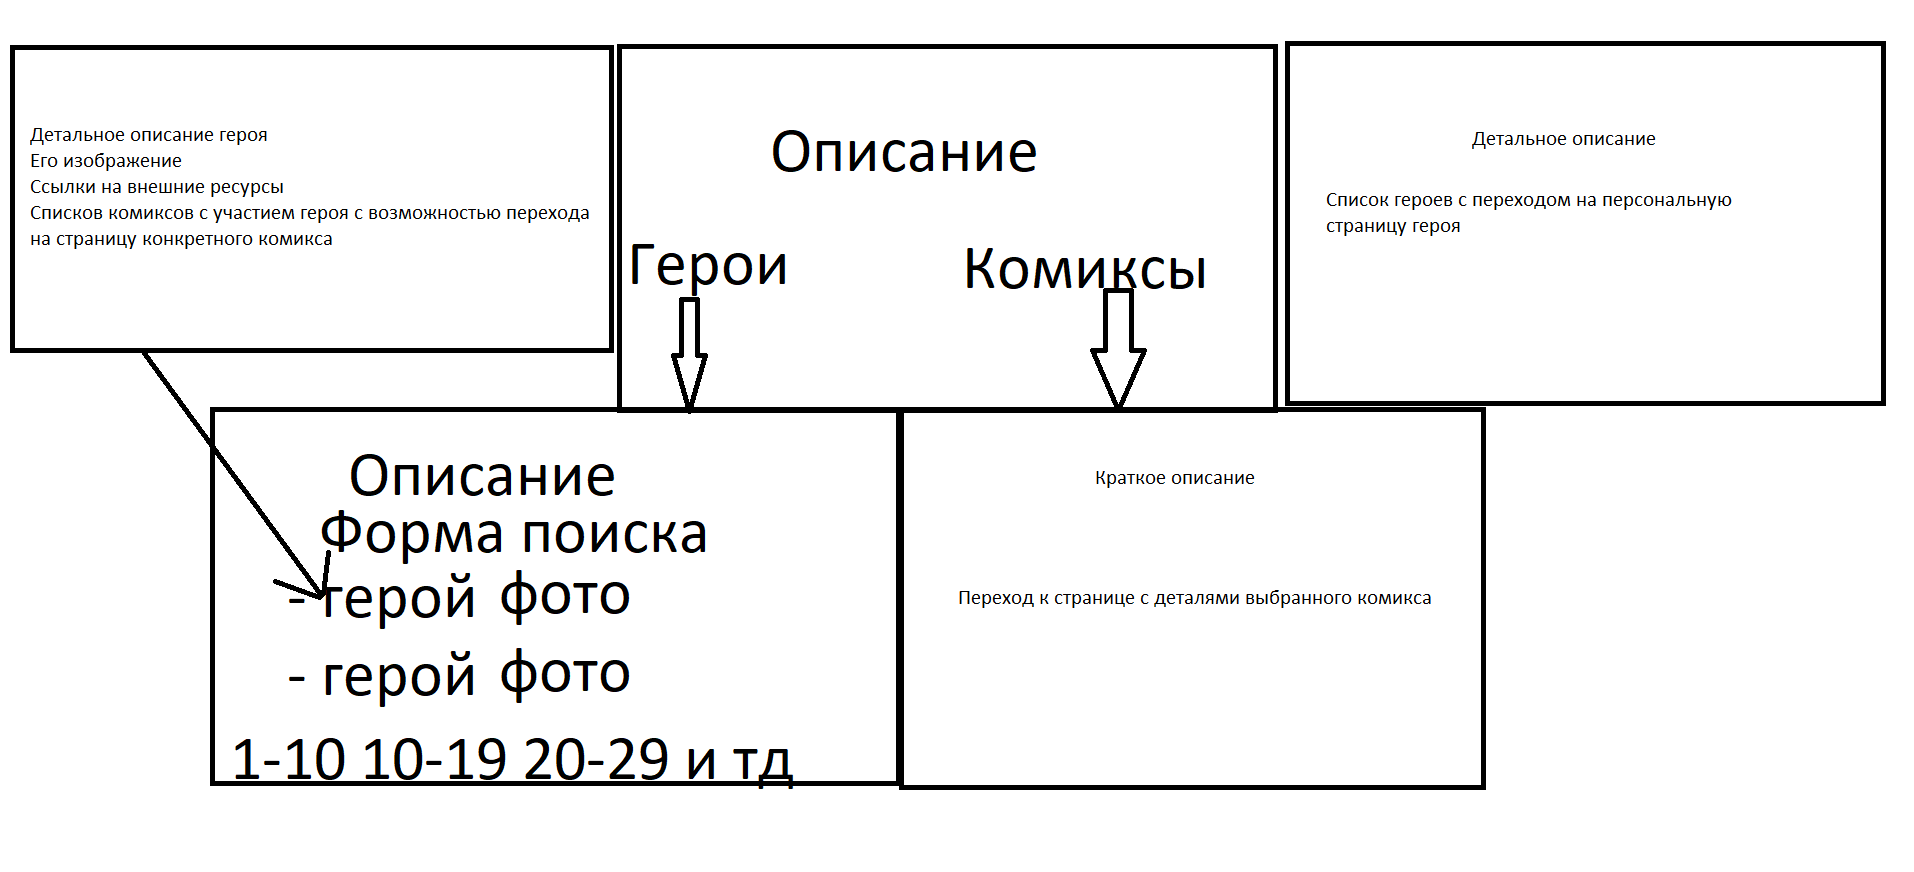 Детальное описание героя
Его изображение
Ссылки на внешние ресурсы
Списков комиксов с участием героя с возможностью перехода
на страницу конкретного комикса
Описание
Герои
Комиксы
Детальное описание
Список героев с переходом на персональную
страницу героя
Описание
Форма поиска
- герой фото
- герой фото
1-10 10-19 20-29 и тд
Краткое описание
Переход к странице с деталями выбранного комикса